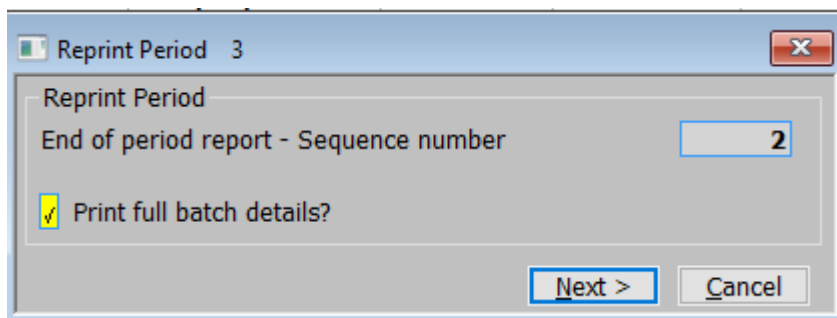 Reprint Period 3
Reprint Period
End of period report - Sequence number 2
Print full batch details?
Next > Cancel